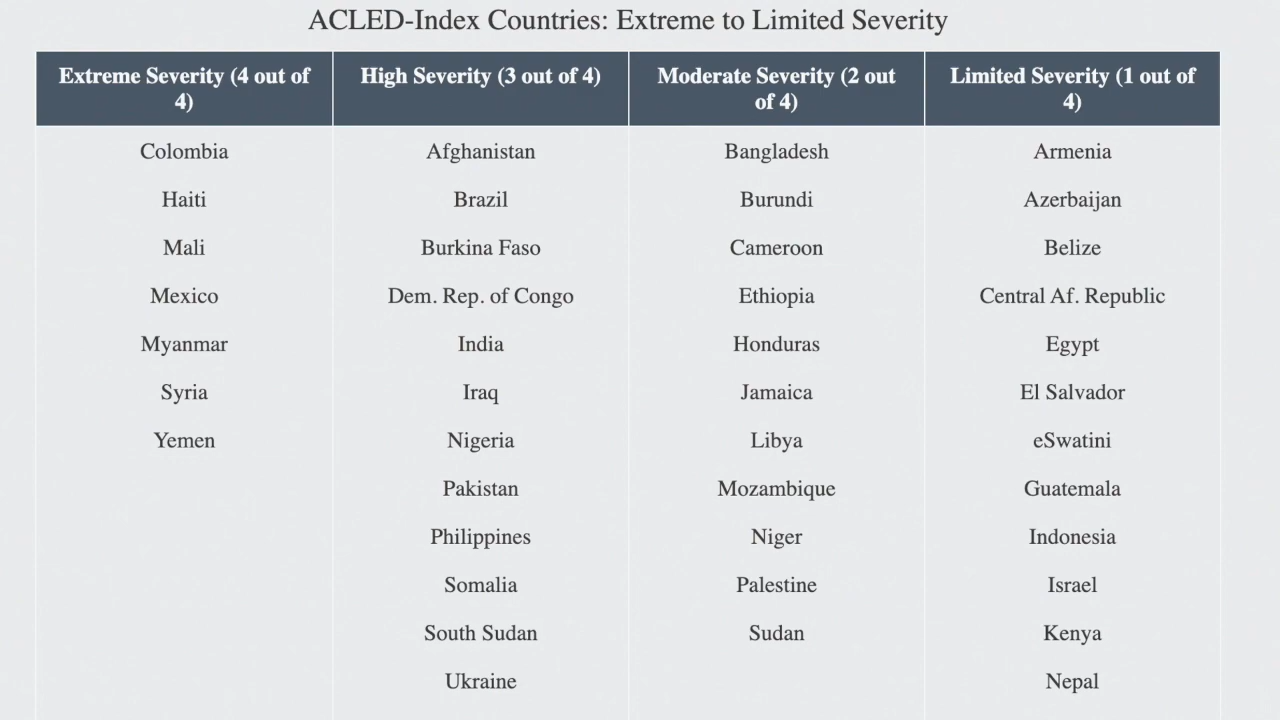 ACLED-Index Countries: Extreme to Limited Severity
Extreme Severity (4 out of
4)
High Severity (3 out of 4)
Moderate Severity (2 out
of 4)
Limited Severity (1 out of
4)
Colombia Afghanistan Bangladesh Armenia
Haiti Brazil Burundi Azerbaijan
Mali Burkina Faso Cameroon Belize
Mexico Dem. Rep. of Congo Ethiopia Central Af. Republic
Myanmar India Honduras Egypt
Syria Iraq Jamaica El Salvador
Yemen Nigeria Libya eSwatini
Pakistan Mozambique Guatemala
Philippines Niger Indonesia
Somalia Palestine Israel
South Sudan Sudan Kenya
Ukraine Nepal